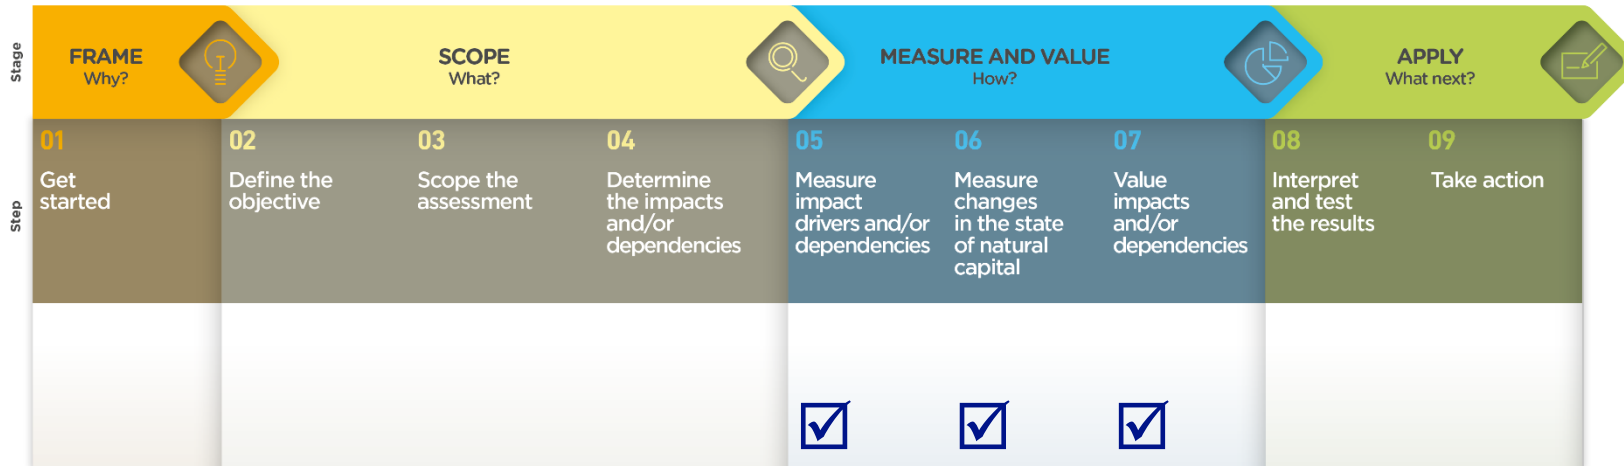 Stage
FRAME
Why?
SCOPE
What?
MEASURE AND VALUE
How?
APPLY
What next?
Step
01
Get
started
02
Define the
objective
03
Scope the
assessment
04
Determine
the impacts
and/or
dependencies
05
Measure
impact
drivers and/or
dependencies
06
Measure
changes
in the state
of natural
capital
07
Value
impacts
and/or
dependencies
08
Interpret
and test
the results
09
Take action